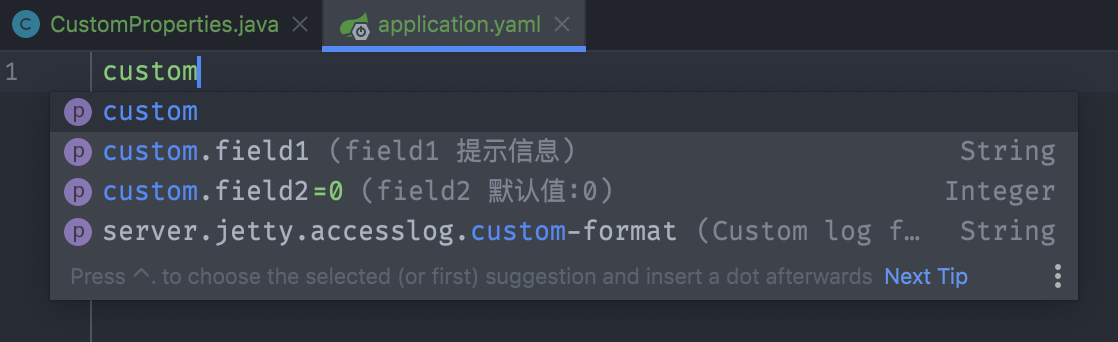 C CustomProperties.java × application.yaml ×
1 custom
p custom
p custom.field1 (field1 提示信息) String
p custom.field2=0 (field2 默认值:0) Integer
p server.jetty.accesslog.custom-format (Custom log f… String
Press ^. to choose the selected (or first) suggestion and insert a dot afterwards Next Tip